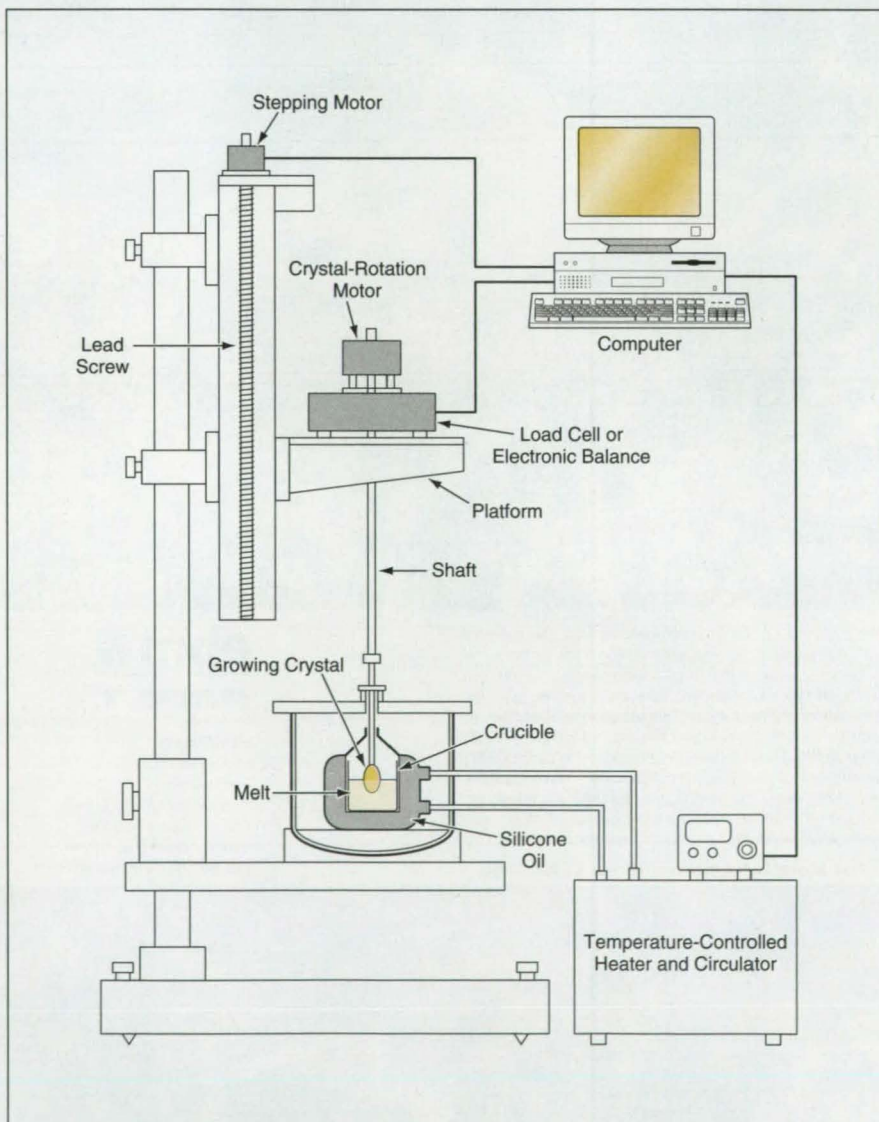 Stepping Motor
Crystal-Rotation
Motor
Lead
Screw
Computer
Load Cell or
Electronic Balance
Platform
Shaft
Growing Crystal
Crucible
Melt
Silicone
Oil
Temperature-Controlled
Heater and Circulator